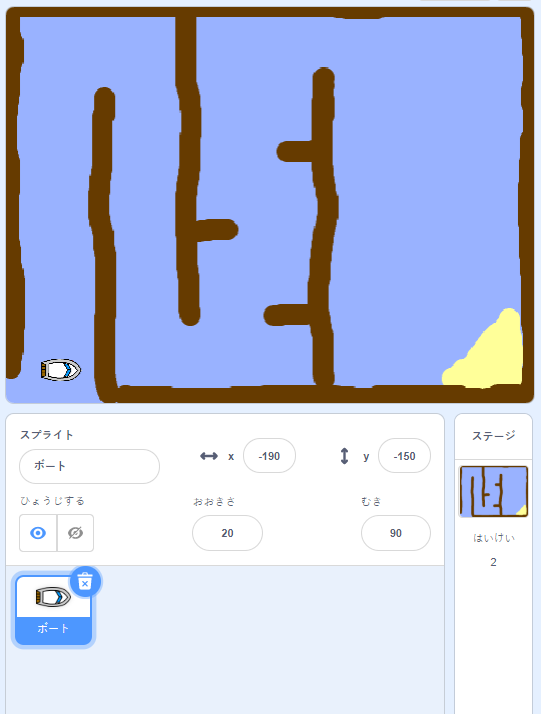 スプライト
ボート
x -190
y -150
ひょうじする
おおきさ
20
むき
90
ボート
ステージ
はいけい
2